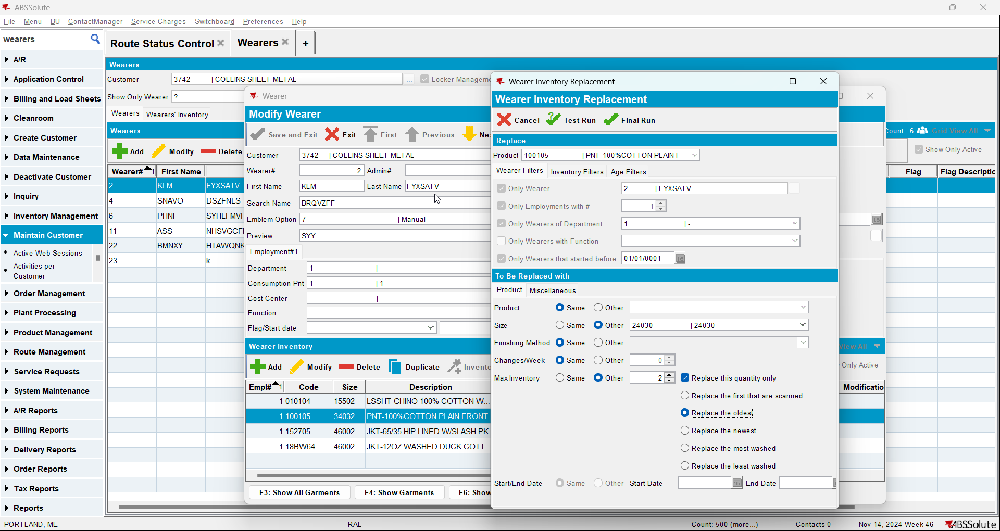 ABSSolute
File Menu BU ContactManager Service Charges Switchboard Preferences Help
wearers
Route Status Control
Wearers
+
A/R
Application Control
Billing and Load Sheets
Cleanroom
Create Customer
Data Maintenance
Deactivate Customer
Inquiry
Inventory Management
Maintain Customer
Active Web Sessions
Activities per
Customer
Order Management
Plant Processing
Product Management
Route Management
Service Requests
System Maintenance
A/R Reports
Billing Reports
Delivery Reports
Order Reports
Tax Reports
Reports
Wearers
Customer 3742 | COLLINS SHEET METAL ... Locker Manageme
Show Only Wearer ?
Wearers Wearers' Inventory
Wearers
Add Modify Delete
Wearer# 1 First Name
2 KLM FYXSATV
4 SNAVO DSZFNLS
6 PHNI SYHLFMVF
11 ASS NHSVGCF
22 BMNXY HTAWQNK
23 k
Count : 6 Grid View All
Show Only Active
Flag Flag Descriptic
Wearer
Modify Wearer
Save and Exit Exit First Previous Ne
Customer 3742 | COLLINS SHEET METAL
Wearer# 2 Admin#
First Name KLM Last Name FYXSATV
Search Name BRQVZFF
Emblem Option 7 | Manual
Preview SYY
Employment#1
Department 1 | -
Consumption Pnt 1 | 1
Cost Center - | -
Function
Flag/Start date
Wearer Inventory
Add Modify Delete Duplicate Invento
Empl# 1 Code Size Description
1 010104 15502 LSSHT-CHINO 100% COTTON W...
1 100105 34032 PNT-100%COTTON PLAIN FRONT
1 152705 46002 JKT-65/35 HIP LINED W/SLASH PK
1 18BW64 46002 JKT-12OZ WASHED DUCK COTT ..
F3: Show All Garments F4: Show Garments F6: Show
16
...
View All
Only Active
Modificatio
Wearer Inventory Replacement
Wearer Inventory Replacement
Cancel Test Run Final Run
Replace
Product 100105 | PNT-100%COTTON PLAIN F
Wearer Filters Inventory Filters Age Filters
Only Wearer 2 | FYXSATV ...
Only Employments with # 1
Only Wearers of Department 1 | -
Only Wearers with Function
Only Wearers that started before 01/01/0001 16
To Be Replaced with
Product Miscellaneous
Product Same Other
Size Same Other 24030 | 24030
Finishing Method Same Other
Changes/Week Same Other 0
Max Inventory Same Other 2 Replace this quantity only
Replace the first that are scanned
Replace the oldest
Replace the newest
Replace the most washed
Replace the least washed
Start/End Date Same Other Start Date 16 End Date
PORTLAND, ME - - RAL Count: 500 (more...) Contacts 0 Nov 14, 2024 Week 46 ABSSolute